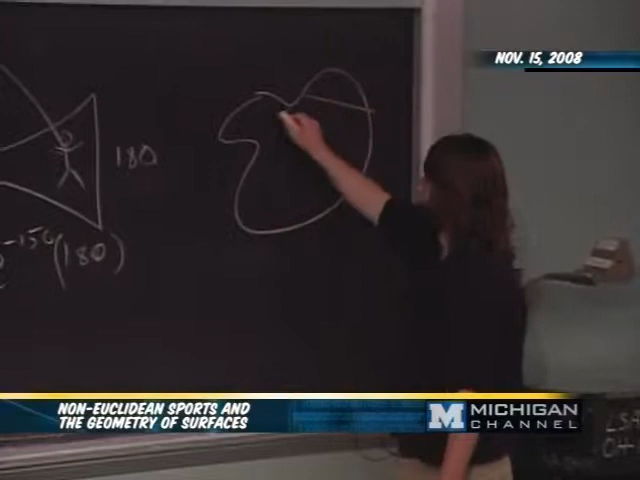 NOV. 15, 2008
180
-150 (180)
NON-EUCLIDEAN SPORTS AND
THE GEOMETRY OF SURFACES
M MICHIGAN
CHANNEL